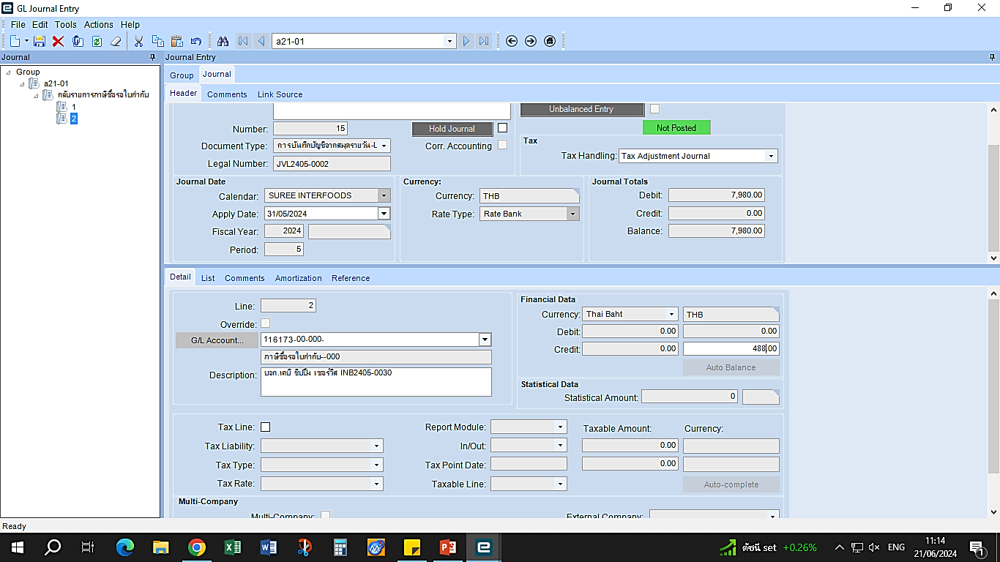 GL Journal Entry
File Edit Tools Actions Help
a21-01
Journal
Journal Entry
Group
a21-01
กลับรายการภาษีซื้อรอใบกำกับ
1
2
Group Journal
Header Comments Link Source
Unbalanced Entry
Number: 15 Hold Journal Not Posted
Document Type: การบันทึกบัญชีจากสมุดรายวัน-L Corr. Accounting
Legal Number: JVL2405-0002
Tax
Tax Handling: Tax Adjustment Journal
Journal Date
Calendar: SUREE INTERFOODS
Apply Date: 31/05/2024
Fiscal Year: 2024
Period: 5
Currency:
Currency: THB
Rate Type: Rate Bank
Journal Totals
Debit: 7,980.00
Credit: 0.00
Balance: 7,980.00
Detail List Comments Amortization Reference
Line: 2
Override:
G/L Account... 116173-00-000-
ภาษีซื้อรอใบกำกับ--000
Description: บจก.เคบี ชิปปิ้ง เซอร์วิส INB2405-0030
Financial Data
Currency: Thai Baht THB
Debit: 0.00 0.00
Credit: 0.00 488.00
Auto Balance
Statistical Data
Statistical Amount: 0
Tax Line: Report Module: Taxable Amount: Currency:
Tax Liability: In/Out: 0.00
Tax Type: Tax Point Date: 0.00
Tax Rate: Taxable Line: Auto-complete
Multi-Company
Multi-Company: External Company:
Ready
ดัชนี set +0.26% ENG 11:14
21/06/2024
1